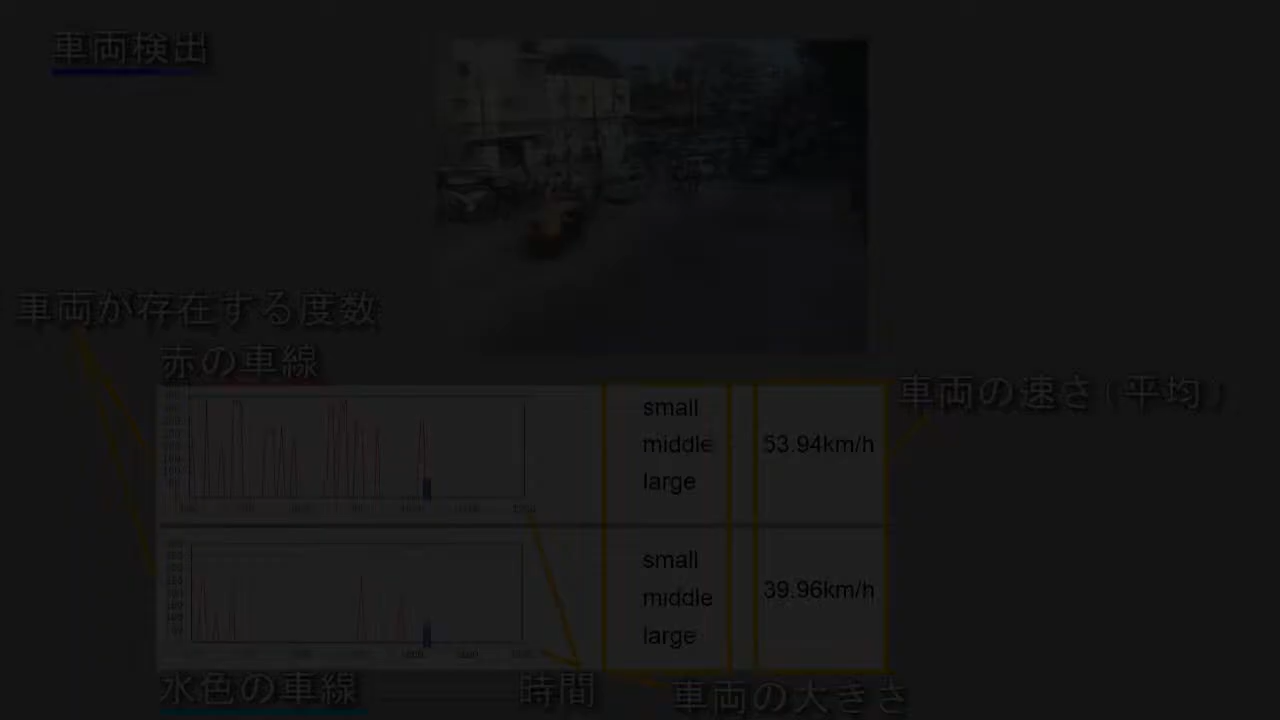 車両検出
車両が存在する度数
赤の車線
車両の速さ(平均)
small
middle
large
53.94km/h
small
middle
large
39.96km/h
水色の車線
時間
車両の大きさ